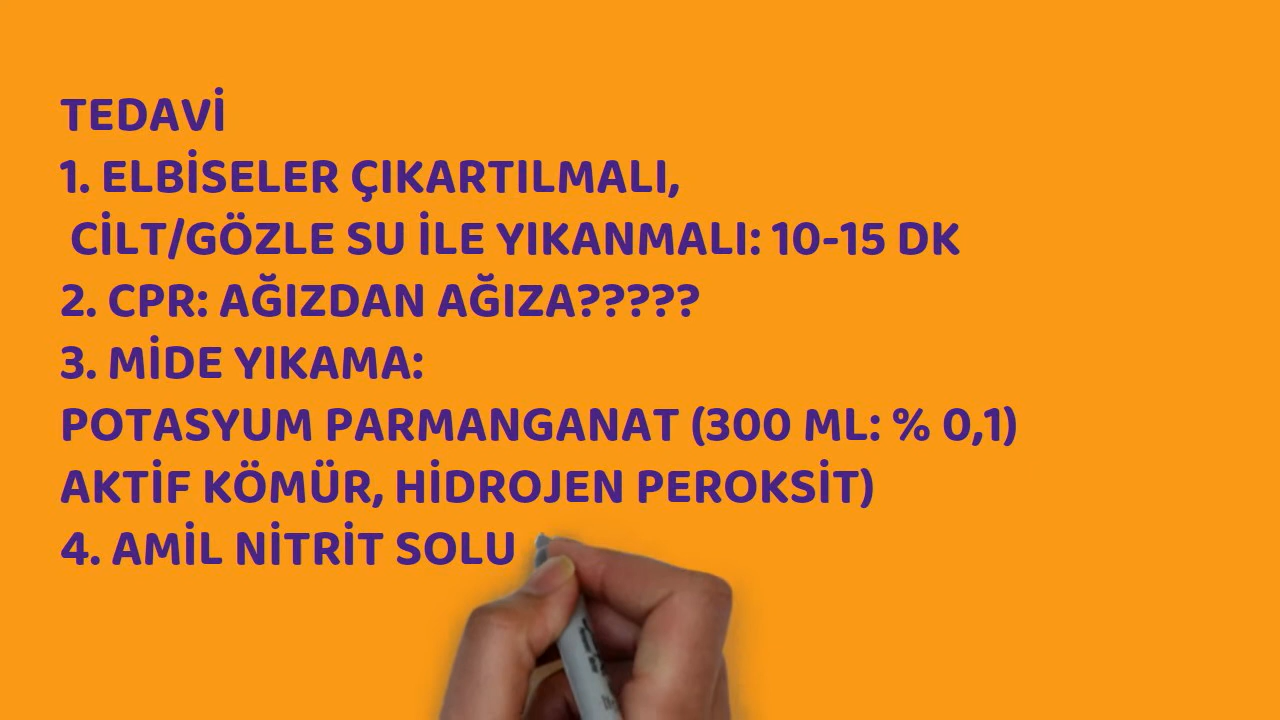 TEDAVİ
1. ELBİSELER ÇIKARTILMALI,
CİLT/GÖZLE SU İLE YIKANMALI: 10-15 DK
2. CPR: AĞIZDAN AĞIZA?????
3. MİDE YIKAMA:
POTASYUM PARMANGANAT (300 ML: % 0,1)
AKTİF KÖMÜR, HİDROJEN PEROKSİT)
4. AMİL NİTRİT SOLU